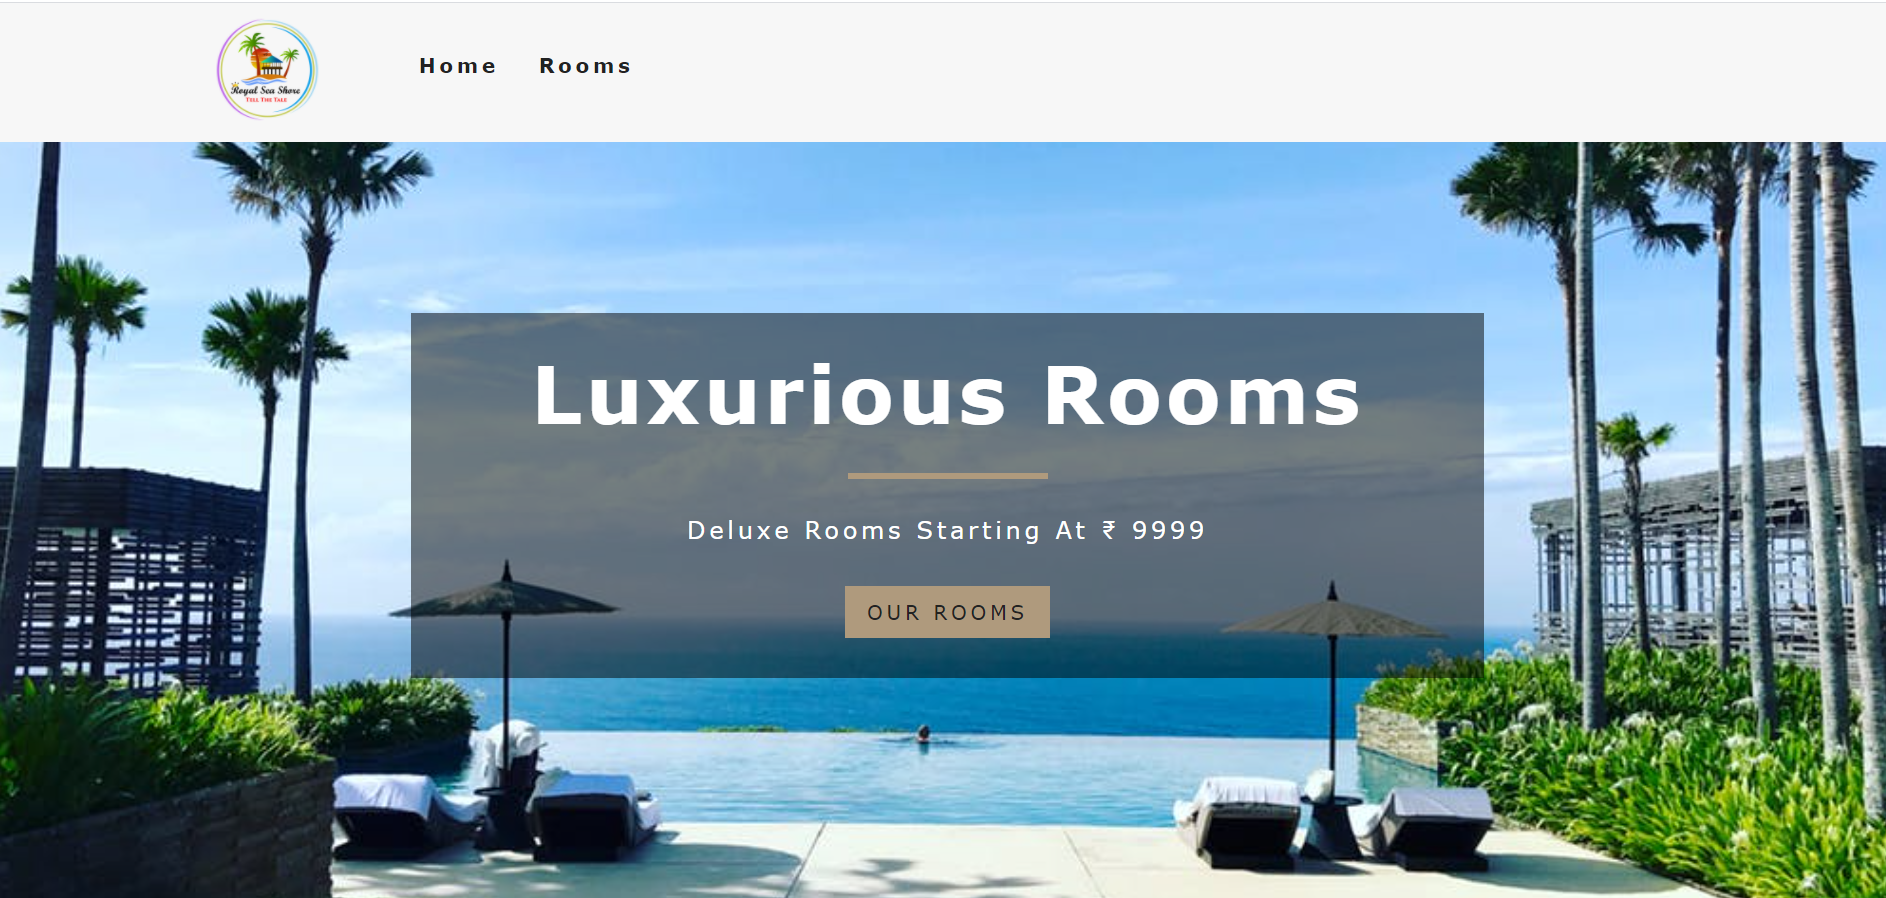 Royal Sea Shore
TELL THE TALE
Home Rooms
Luxurious Rooms
Deluxe Rooms Starting At ₹ 9999
OUR ROOMS